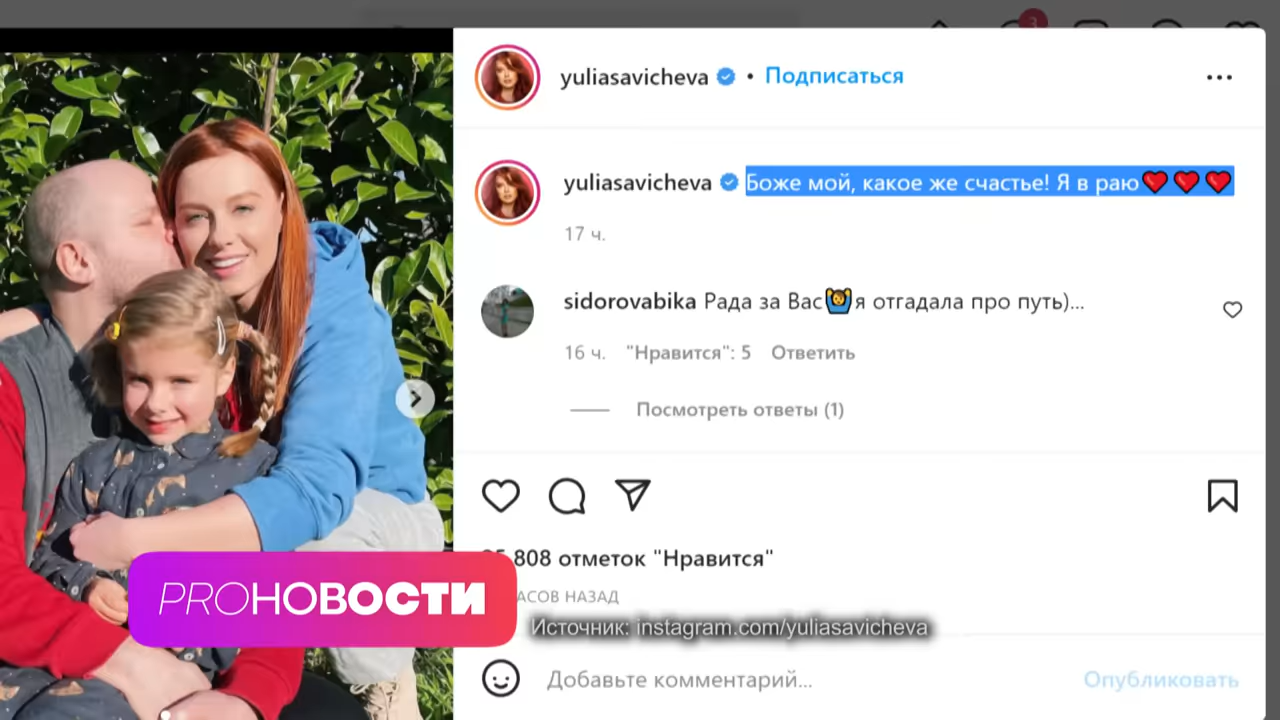 3
yuliasavicheva • Подписаться
yuliasavicheva Боже мой, какое же счастье! Я в раю❤️❤️❤️
17 ч.
sidorovabika Рада за Вас🙆я отгадала про путь)...
16 ч. "Нравится": 5 Ответить
Посмотреть ответы (1)
808 отметок "Нравится"
НАЗАД
PROНОВОСТИ
Источник: instagram.com/yuliasavicheva
Добавьте комментарий...
Опубликовать